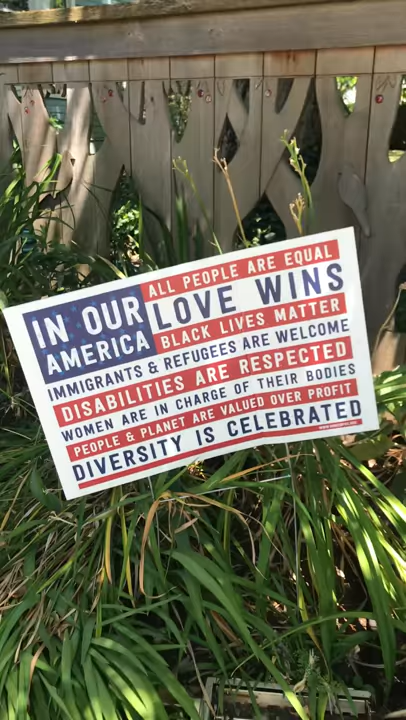 IN OUR
AMERICA
ALL PEOPLE ARE EQUAL
LOVE WINS
BLACK LIVES MATTER
IMMIGRANTS & REFUGEES ARE WELCOME
DISABILITIES ARE RESPECTED
WOMEN ARE IN CHARGE OF THEIR BODIES
PEOPLE & PLANET ARE VALUED OVER PROFIT
DIVERSITY IS CELEBRATED